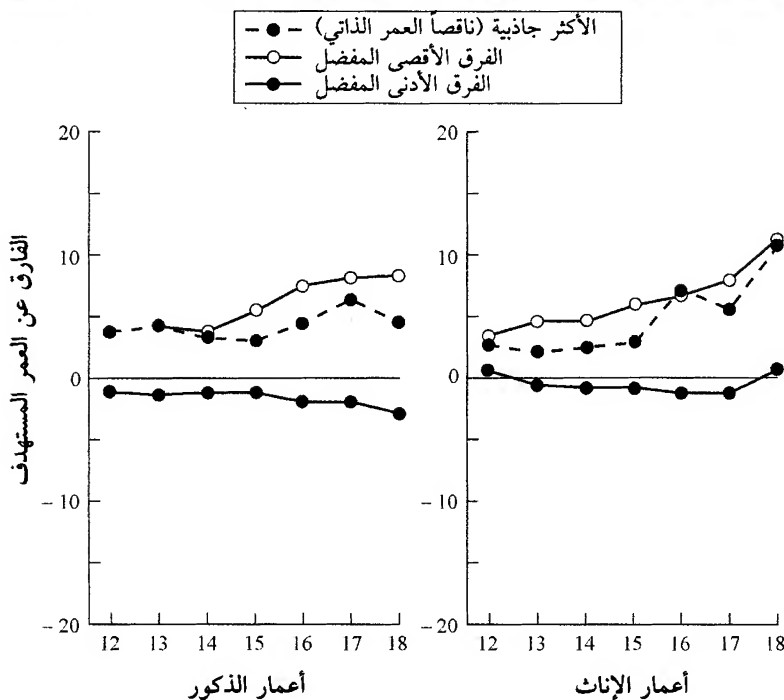 الأكثر جاذبية (ناقصاً العمر الذاتي)
الفرق الأقصى المفضل
الفرق الأدنى المفضل
الفارق عن العمر المستهدف
20
10
0
– 10
– 20
12 13 14 15 16 17 18
أعمار الذكور
20
10
0
– 10
– 20
12 13 14 15 16 17 18
أعمار الإناث